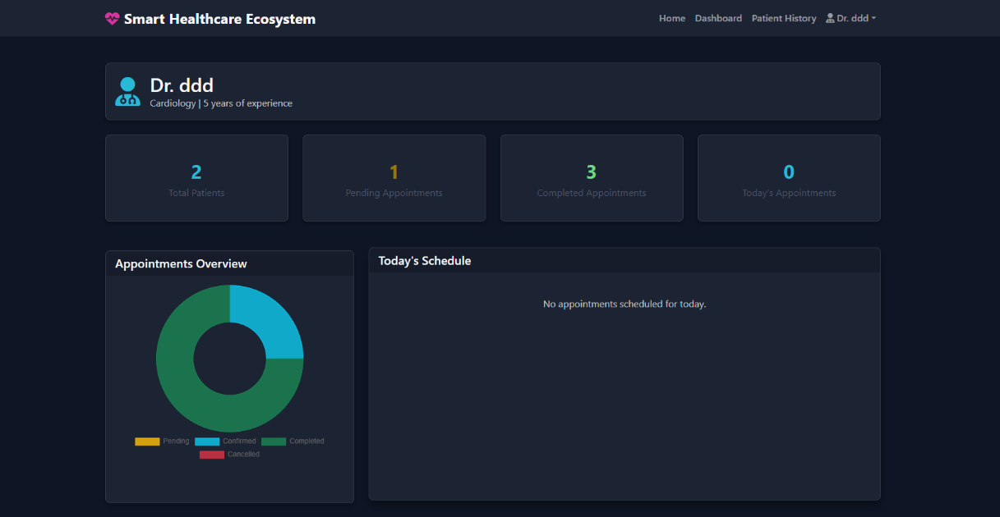 Smart Healthcare Ecosystem
Home Dashboard Patient History Dr. ddd
Dr. ddd
Cardiology | 5 years of experience
2
Total Patients
1
Pending Appointments
3
Completed Appointments
0
Today's Appointments
Appointments Overview
Pending Confirmed Completed
Cancelled
Today's Schedule
No appointments scheduled for today.